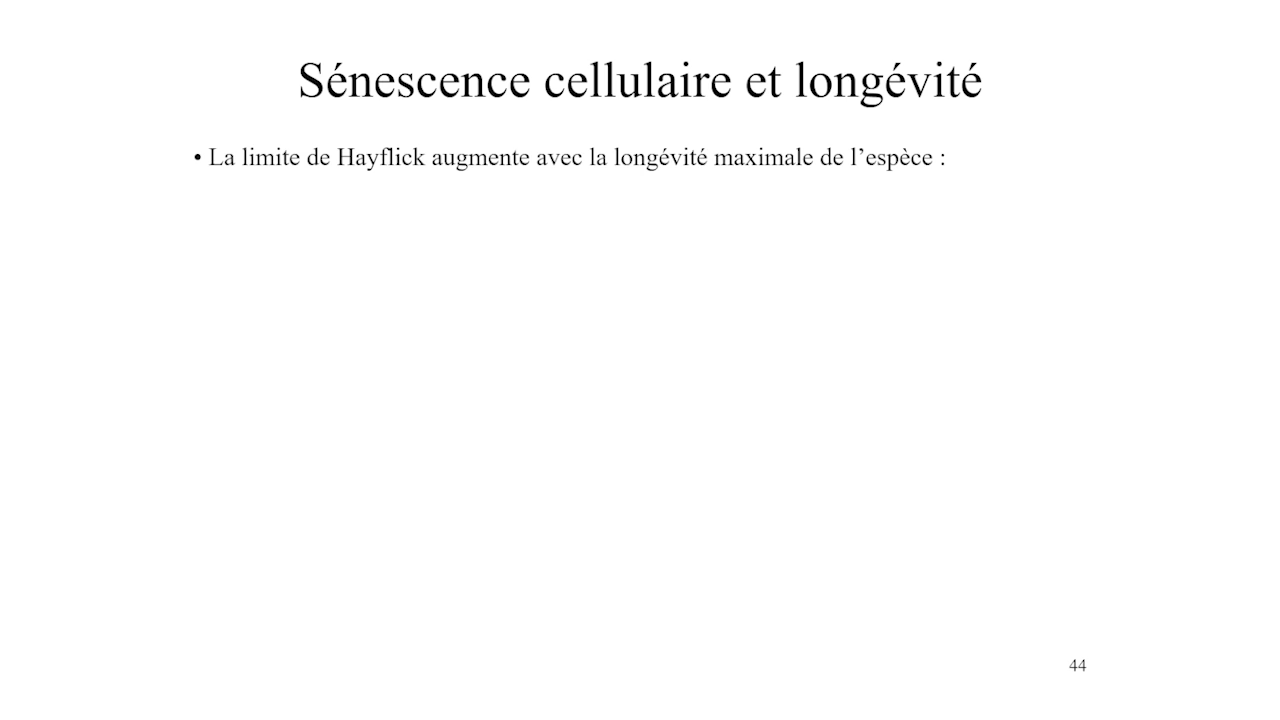 Sénescence cellulaire et longévité
• La limite de Hayflick augmente avec la longévité maximale de l’espèce :
44